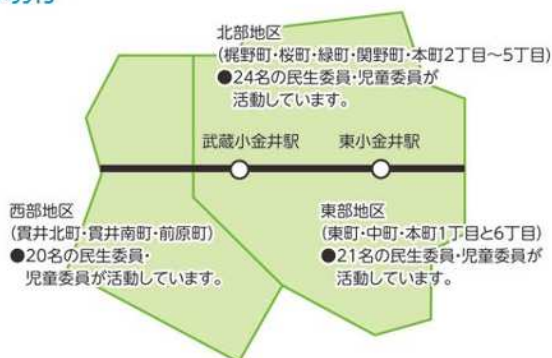 北部地区
(梶野町・桜町・緑町・関野町・本町2丁目～5丁目)
●24名の民生委員・児童委員が
活動しています。
武蔵小金井駅
東小金井駅
西部地区
(貫井北町・貫井南町・前原町)
●20名の民生委員・
児童委員が活動しています。
東部地区
(東町・中町・本町1丁目と6丁目)
●21名の民生委員・児童委員が
活動しています。